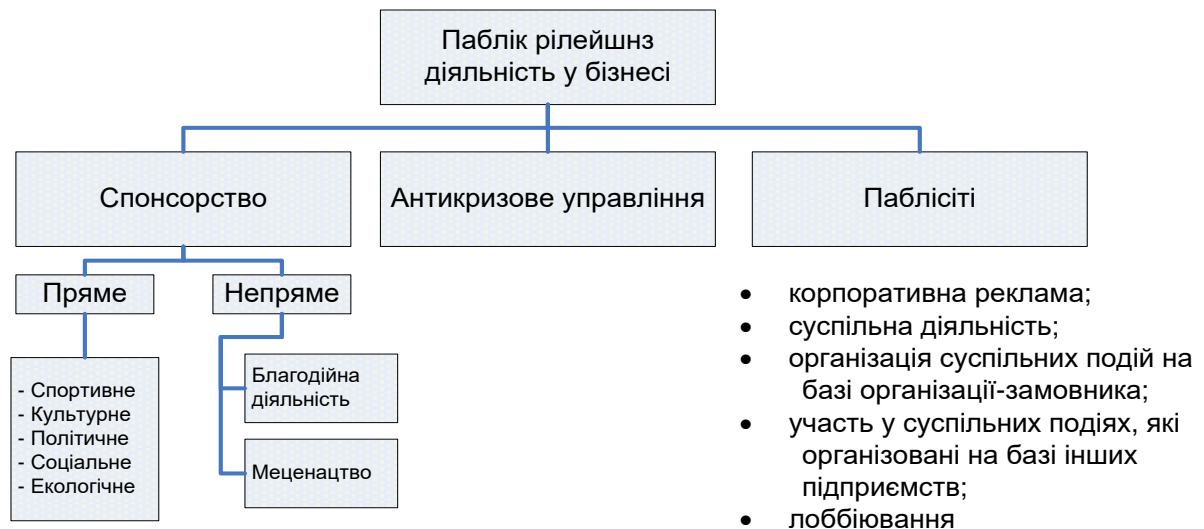 Паблік рілейшнз
діяльність у бізнесі
Спонсорство
Антикризове управління
Пабліcіті
Пряме
Непряме
- Спортивне
- Культурне
- Політичне
- Соціальне
- Екологічне
Благодійна
діяльність
Меценацтво
• корпоративна реклама;
• суспільна діяльність;
• організація суспільних подій на
базі організації-замовника;
• участь у суспільних подіях, які
організовані на базі інших
підприємств;
• лоббіювання